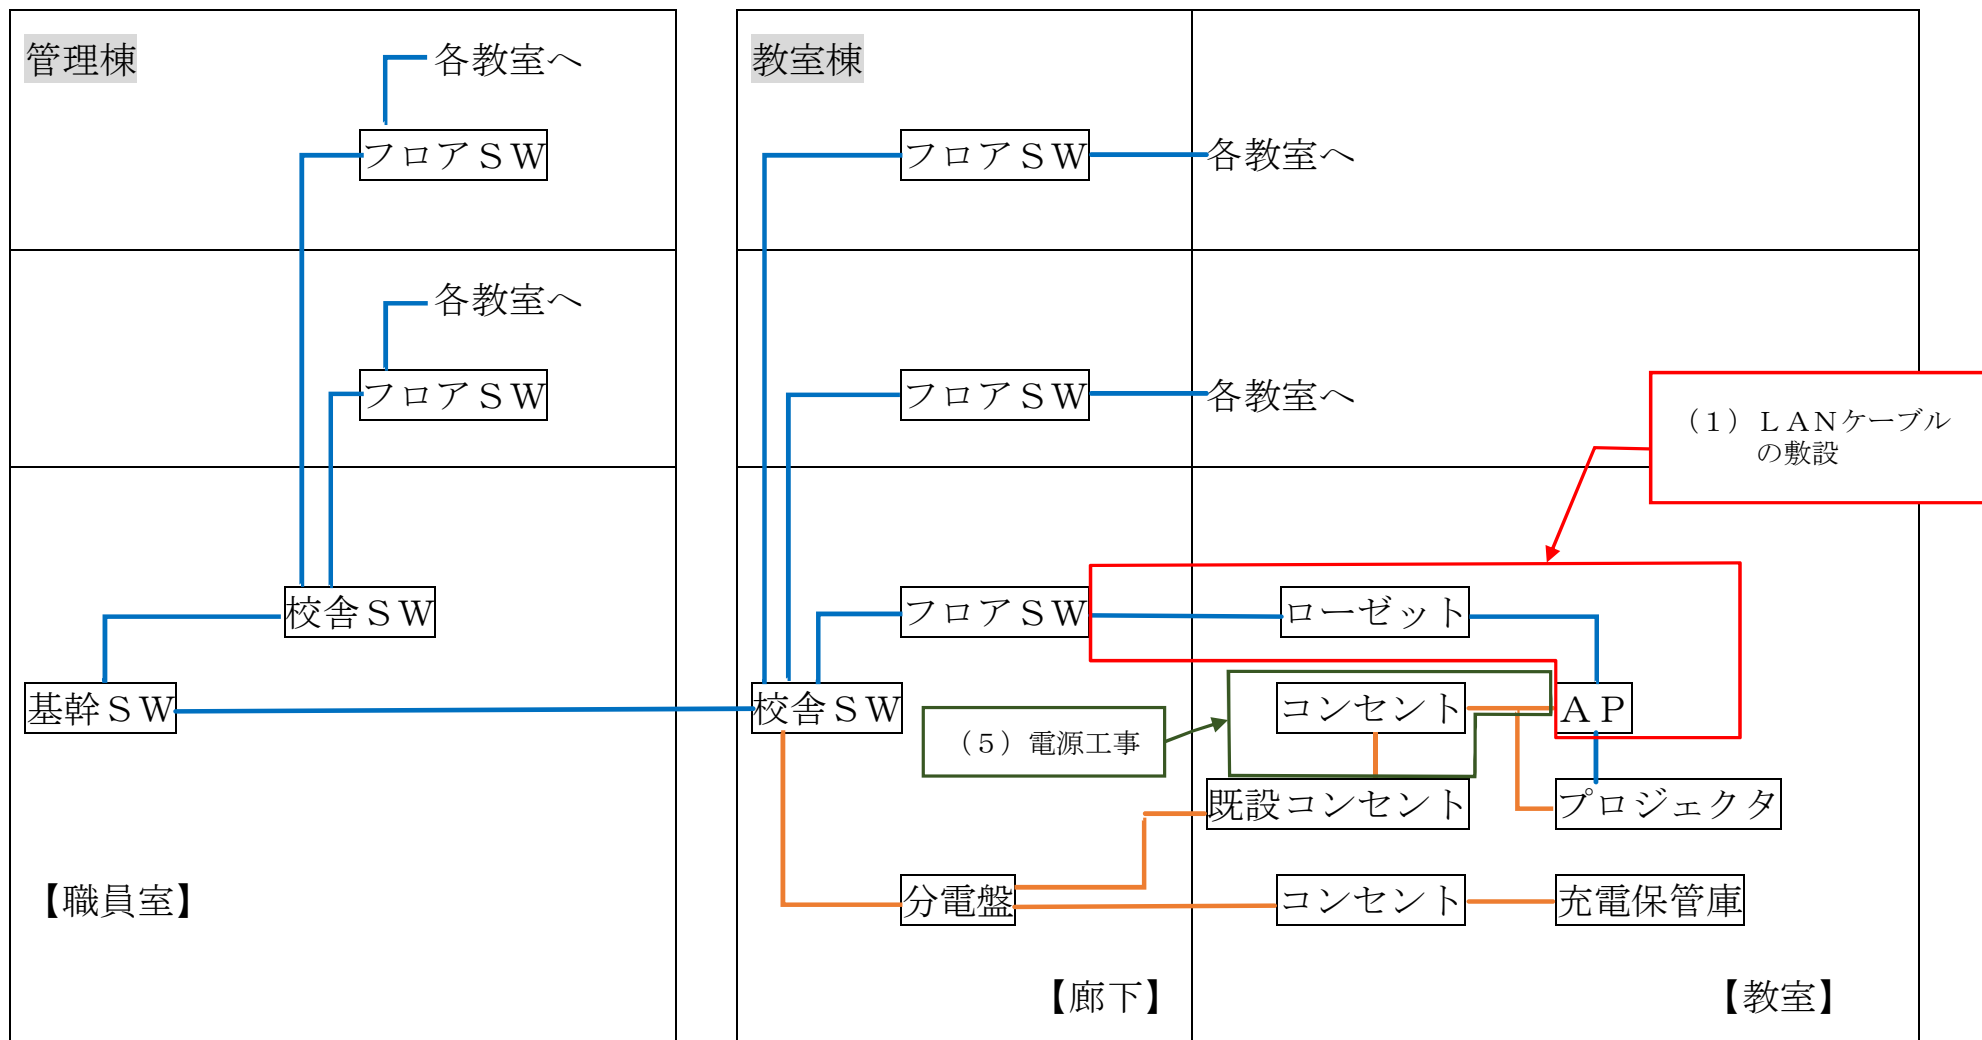 管理棟
各教室へ
フロアＳＷ
各教室へ
フロアＳＷ
校舎ＳＷ
基幹ＳＷ
【職員室】
教室棟
フロアＳＷ
各教室へ
フロアＳＷ
各教室へ
（１）ＬＡＮケーブル
の敷設
フロアＳＷ
ローゼット
校舎ＳＷ
コンセント
ＡＰ
（５）電源工事
既設コンセント
プロジェクタ
分電盤
コンセント
充電保管庫
【廊下】
【教室】